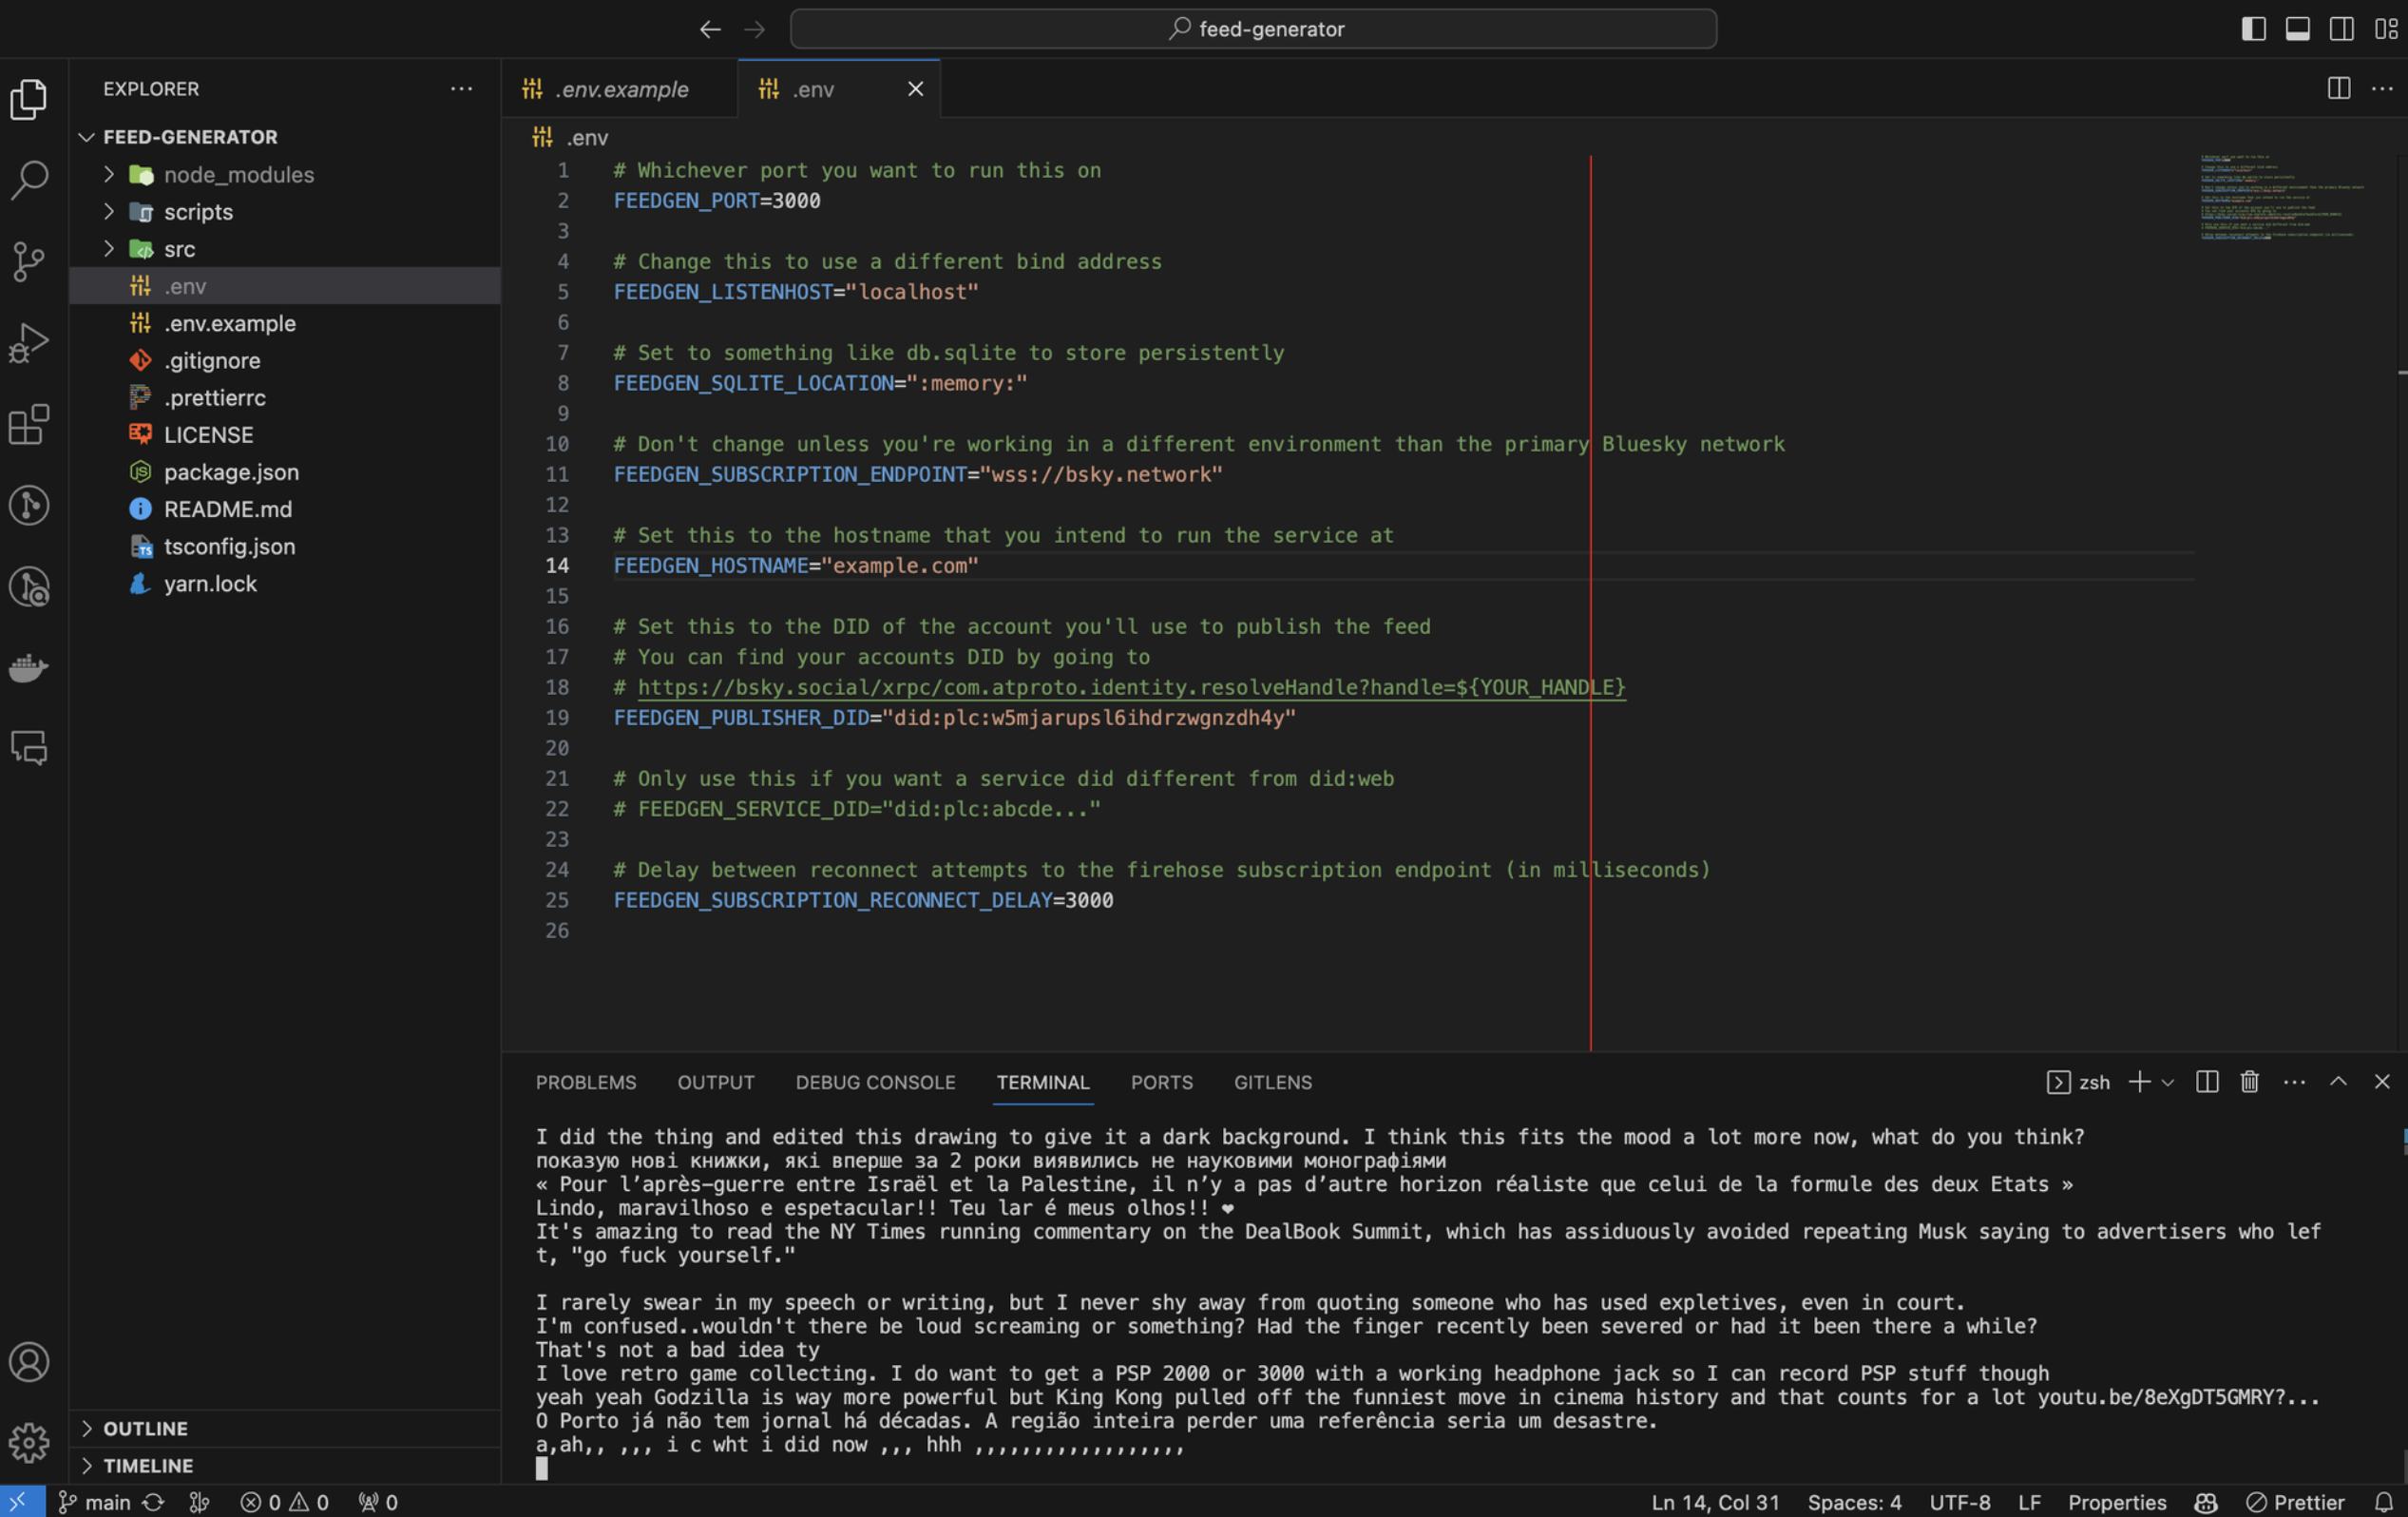 feed-generator
EXPLORER
.env.example
.env
FEED-GENERATOR
.env
node_modules
scripts
src
.env
.env.example
.gitignore
.prettierrc
LICENSE
package.json
README.md
tsconfig.json
yarn.lock
1 # Whichever port you want to run this on
2 FEEDGEN_PORT=3000
3
4 # Change this to use a different bind address
5 FEEDGEN_LISTENHOST="localhost"
6
7 # Set to something like db.sqlite to store persistently
8 FEEDGEN_SQLITE_LOCATION=":memory:"
9
10 # Don't change unless you're working in a different environment than the primary Bluesky network
11 FEEDGEN_SUBSCRIPTION_ENDPOINT="wss://bsky.network"
12
13 # Set this to the hostname that you intend to run the service at
14 FEEDGEN_HOSTNAME="example.com"
15
16 # Set this to the DID of the account you'll use to publish the feed
17 # You can find your accounts DID by going to
18 # https://bsky.social/xrpc/com.atproto.identity.resolveHandle?handle=${YOUR_HANDLE}
19 FEEDGEN_PUBLISHER_DID="did:plc:w5mjarupsl6ihdrzwgnzdh4y"
20
21 # Only use this if you want a service did different from did:web
22 # FEEDGEN_SERVICE_DID="did:plc:abcde..."
23
24 # Delay between reconnect attempts to the firehose subscription endpoint (in milliseconds)
25 FEEDGEN_SUBSCRIPTION_RECONNECT_DELAY=3000
26
PROBLEMS OUTPUT DEBUG CONSOLE TERMINAL PORTS GITLENS
zsh
I did the thing and edited this drawing to give it a dark background. I think this fits the mood a lot more now, what do you think?
показую нові книжки, які вперше за 2 роки виявились не науковими монографіями
« Pour l’après-guerre entre Israël et la Palestine, il n’y a pas d’autre horizon réaliste que celui de la formule des deux Etats »
Lindo, maravilhoso e espetacular!! Teu lar é meus olhos!! ❤
It's amazing to read the NY Times running commentary on the DealBook Summit, which has assiduously avoided repeating Musk saying to advertisers who lef
t, "go fuck yourself."
I rarely swear in my speech or writing, but I never shy away from quoting someone who has used expletives, even in court.
I'm confused..wouldn't there be loud screaming or something? Had the finger recently been severed or had it been there a while?
That's not a bad idea ty
I love retro game collecting. I do want to get a PSP 2000 or 3000 with a working headphone jack so I can record PSP stuff though
yeah yeah Godzilla is way more powerful but King Kong pulled off the funniest move in cinema history and that counts for a lot youtu.be/8eXgDT5GMRY?...
O Porto já não tem jornal há décadas. A região inteira perder uma referência seria um desastre.
a,ah,, ,,, i c wht i did now ,,, hhh ,,,,,,,,,,,,,,,,,,
OUTLINE
TIMELINE
main 0 0 0 Ln 14, Col 31 Spaces: 4 UTF-8 LF Properties Prettier